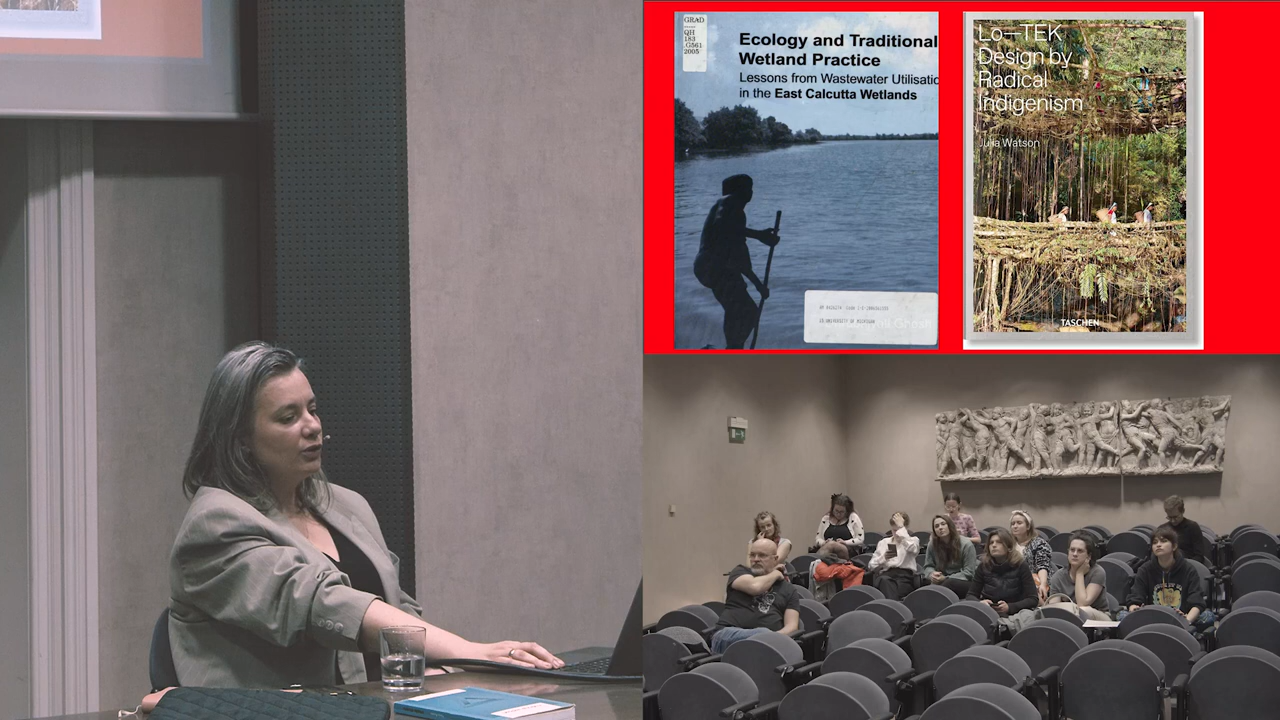 GRAD
QH
183
.G561
2005
Ecology and Traditional
Wetland Practice
Lessons from Wastewater Utilisatio
in the East Calcutta Wetlands
Lo—TEK
Design by
Radical
Indigenism
Julia Watson
TASCHEN